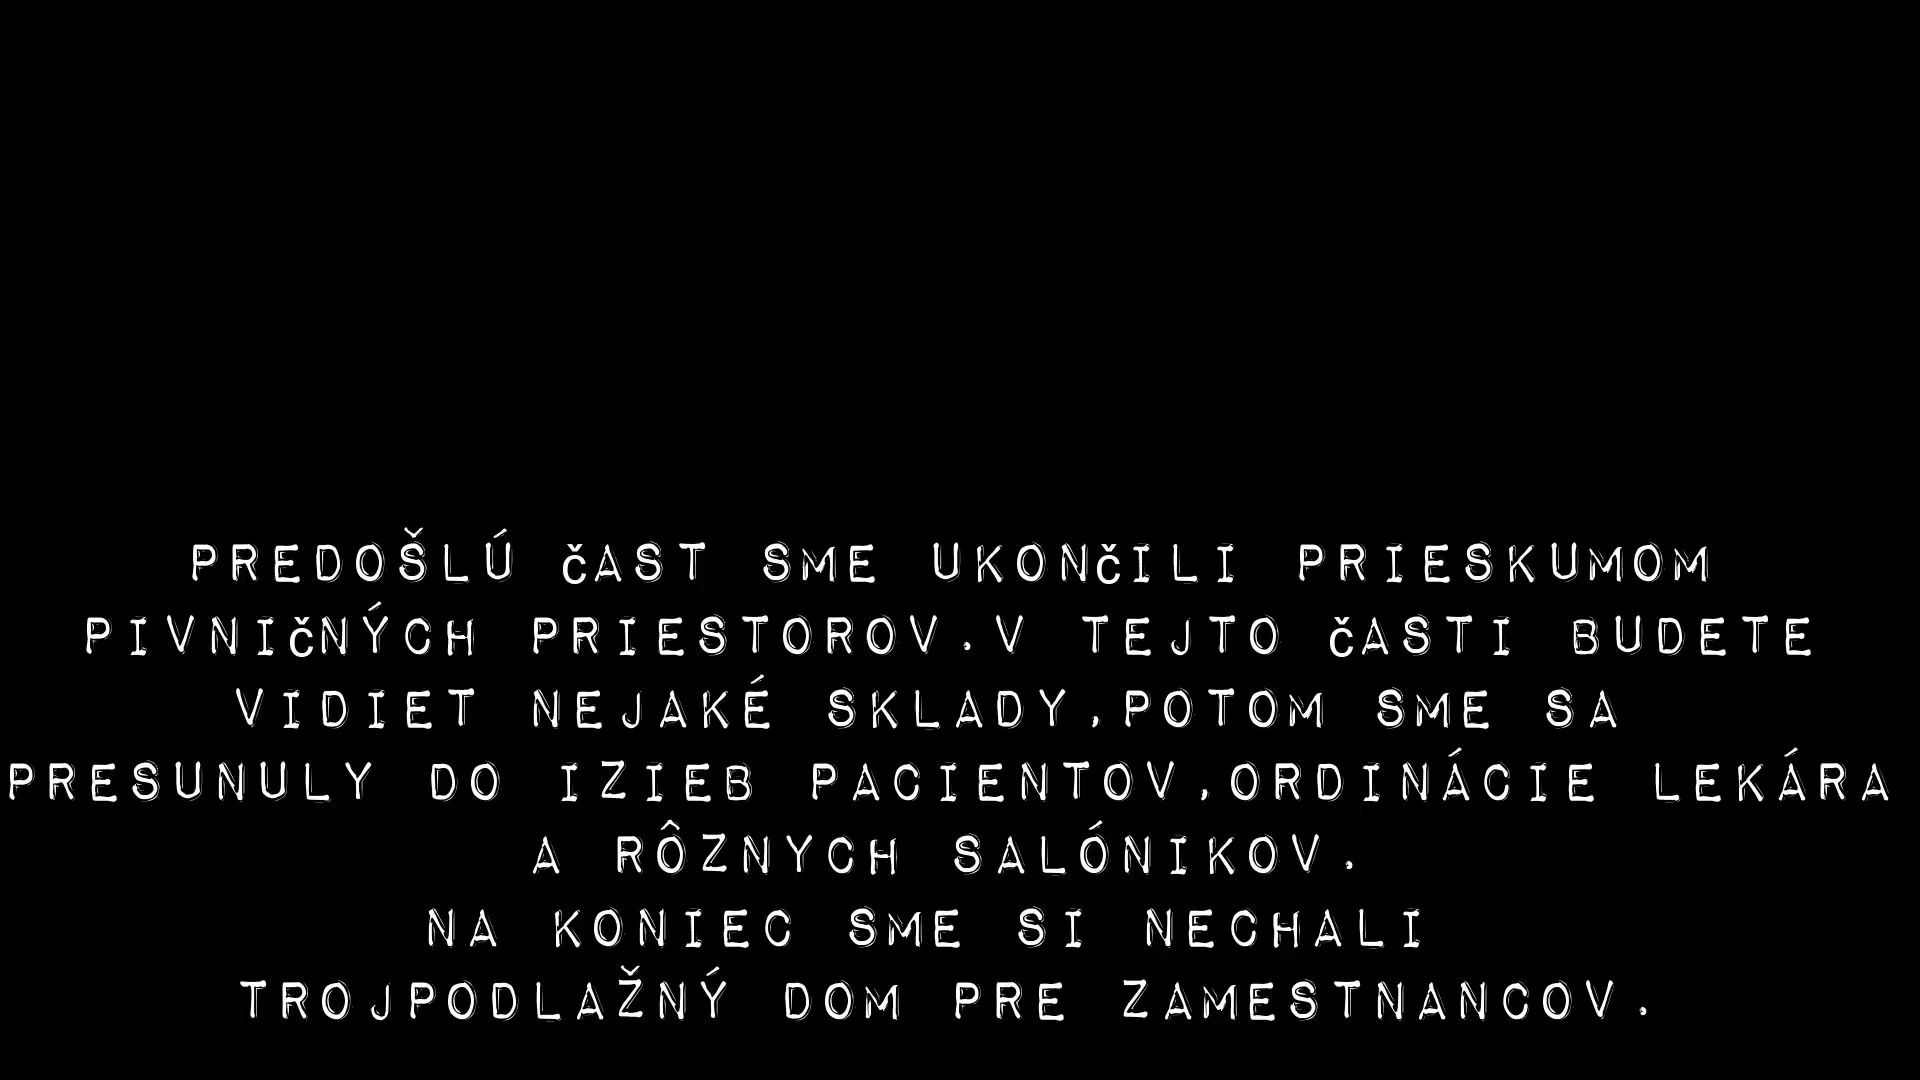 PREDOŠLÚ čAST SME UKONčILI PRIESKUMOM
PIVNIčNÝCH PRIESTOROV.V TEJTO čASTI BUDETE
VIDIET NEJAKÉ SKLADY,POTOM SME SA
PRESUNULY DO IZIEB PACIENTOV,ORDINÁCIE LEKÁRA
A RÔZNYCH SALÓNIKOV.
NA KONIEC SME SI NECHALI
TROJPODLAŽNÝ DOM PRE ZAMESTNANCOV.